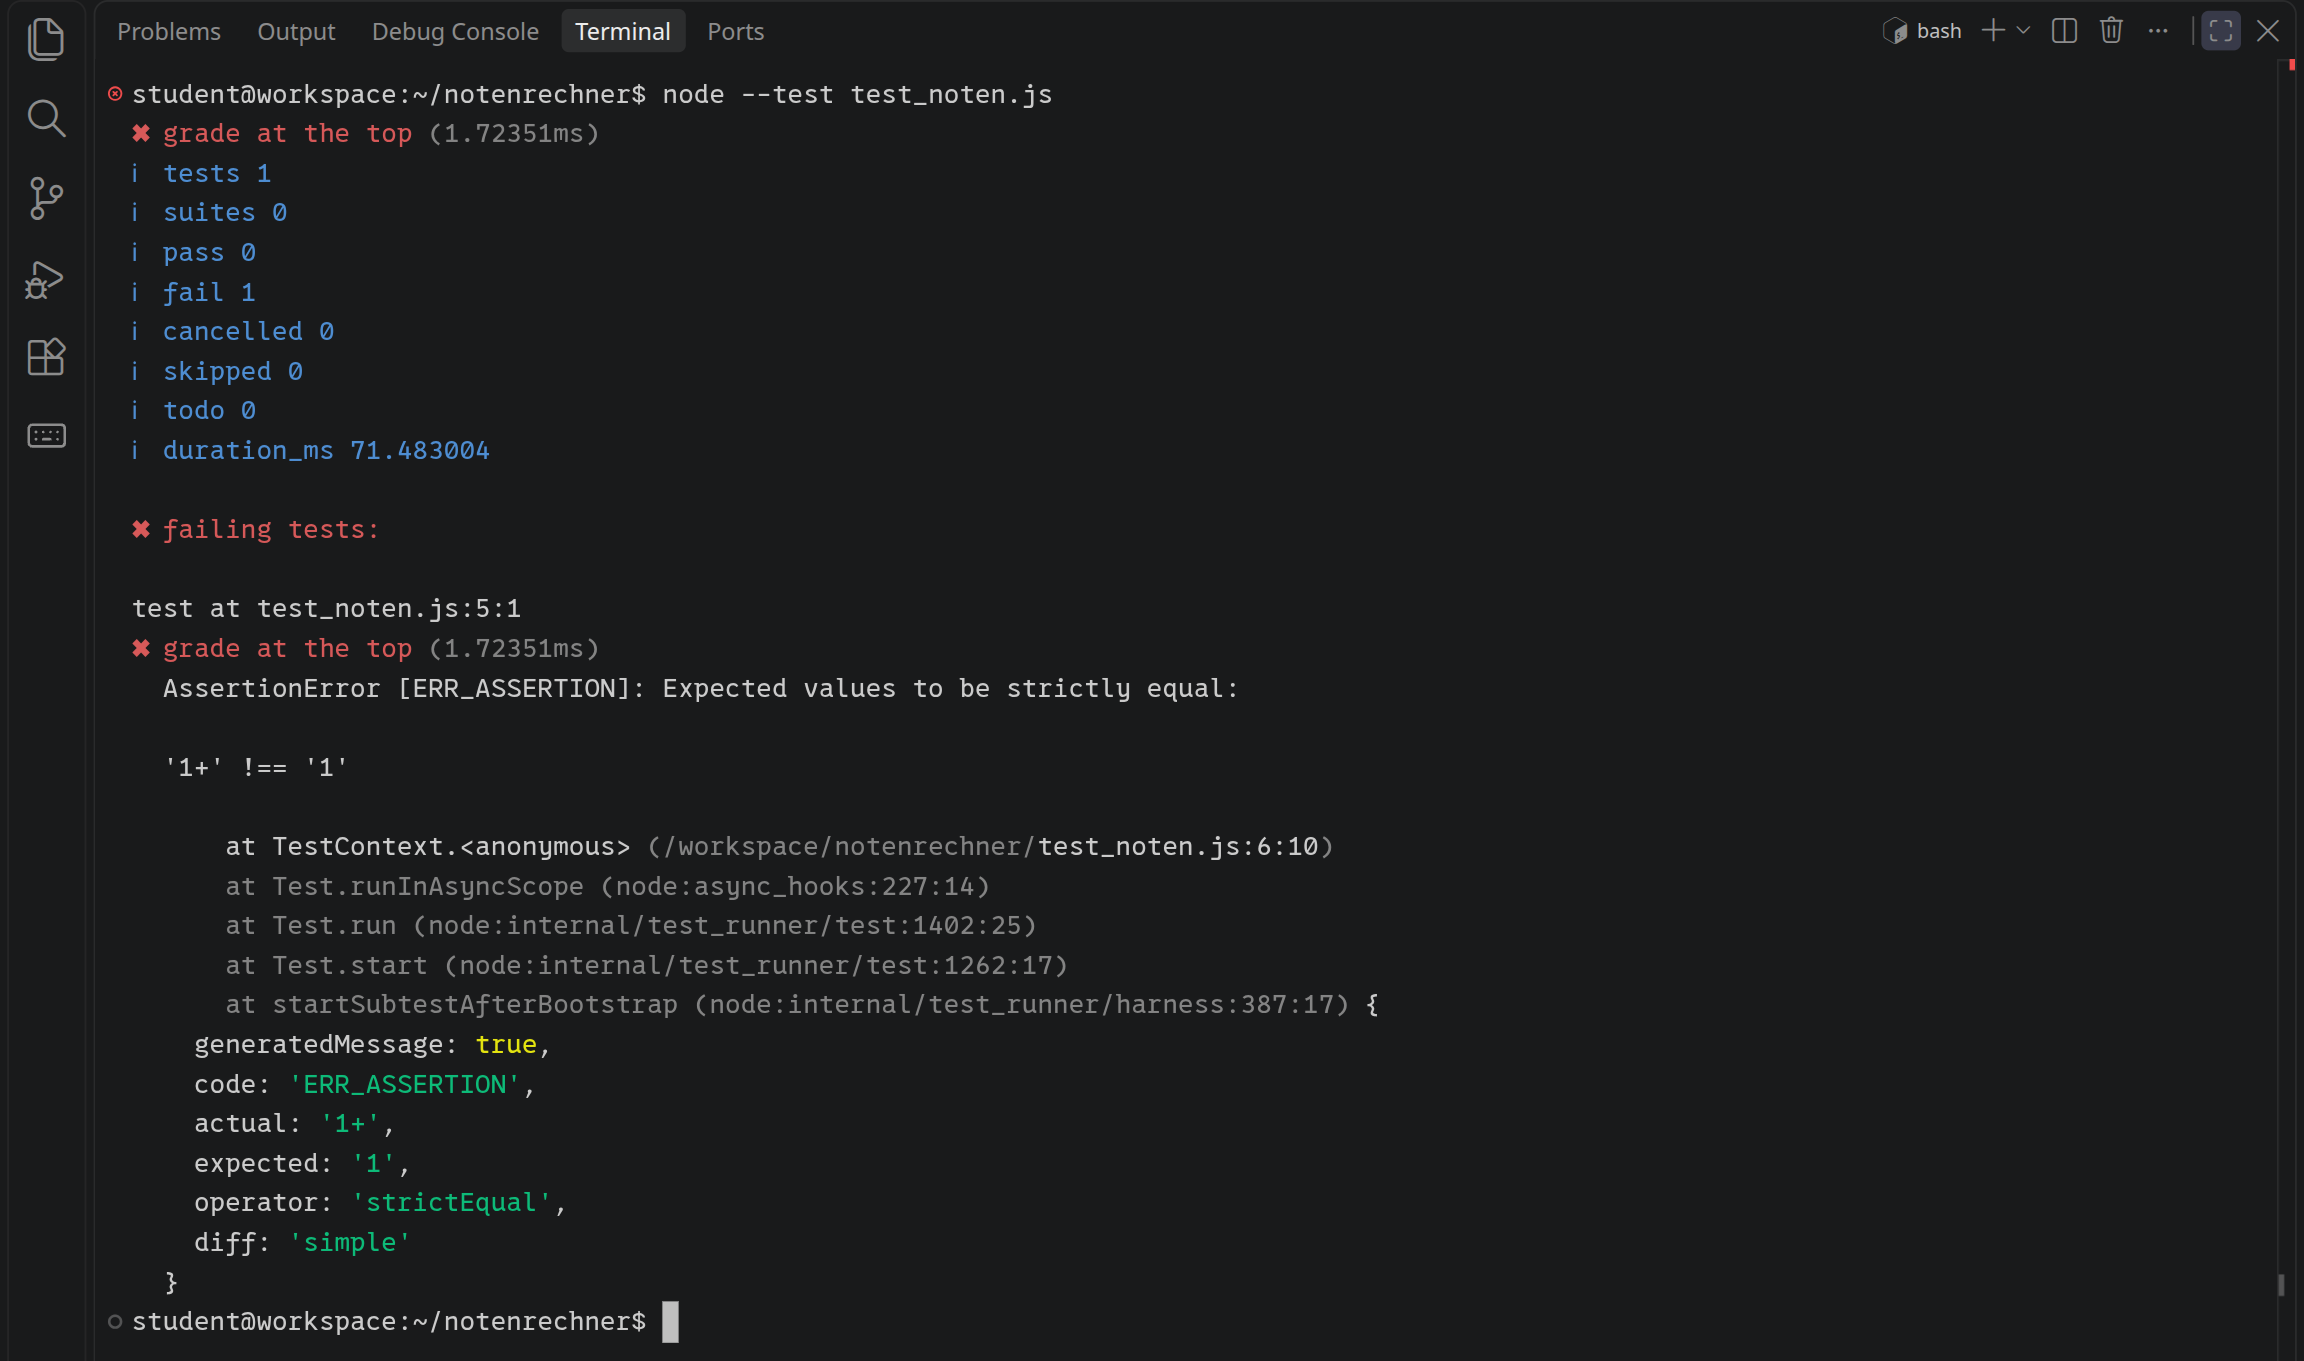 Problems Output Debug Console Terminal Ports bash
student@workspace:~/notenrechner$ node --test test_noten.js
✖ grade at the top (1.72351ms)
ℹ tests 1
ℹ suites 0
ℹ pass 0
ℹ fail 1
ℹ cancelled 0
ℹ skipped 0
ℹ todo 0
ℹ duration_ms 71.483004
✖ failing tests:
test at test_noten.js:5:1
✖ grade at the top (1.72351ms)
AssertionError [ERR_ASSERTION]: Expected values to be strictly equal:
'1+' !== '1'
at TestContext.<anonymous> (/workspace/notenrechner/test_noten.js:6:10)
at Test.runInAsyncScope (node:async_hooks:227:14)
at Test.run (node:internal/test_runner/test:1402:25)
at Test.start (node:internal/test_runner/test:1262:17)
at startSubtestAfterBootstrap (node:internal/test_runner/harness:387:17) {
generatedMessage: true,
code: 'ERR_ASSERTION',
actual: '1+',
expected: '1',
operator: 'strictEqual',
diff: 'simple'
}
student@workspace:~/notenrechner$